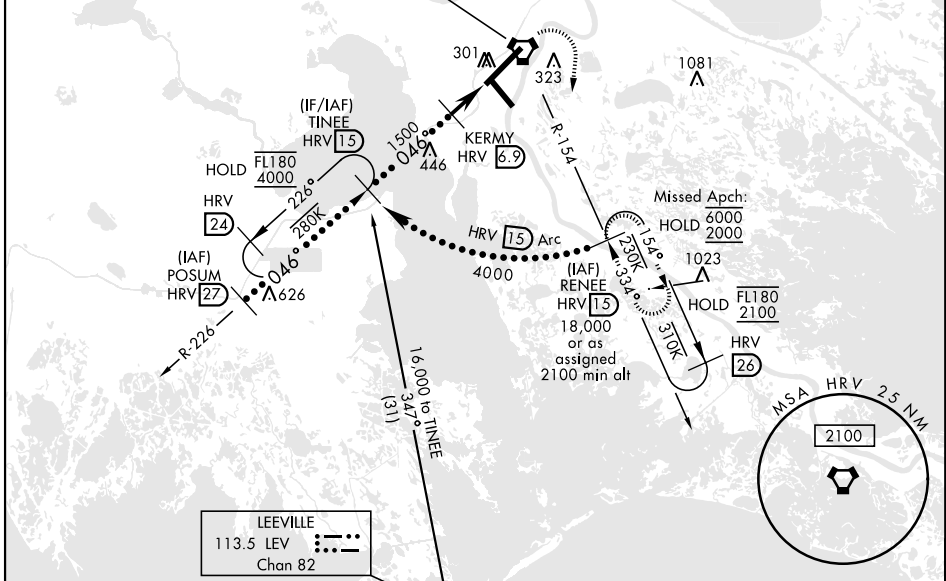 301
323
1081
(IF/IAF)
TINEE
HRV 15
1500
046°
446
KERMY
HRV 6.9
R-154
HOLD FL180
4000
226°
280K
HRV
24
046°
(IAF)
POSUM
HRV 27
626
R-226
HRV 15 Arc
4000
Missed Apch:
HOLD 6000
2000
230K
154°
334°
1023
(IAF)
RENEE
HRV 15
18,000
or as
assigned
2100 min alt
HOLD FL180
2100
310K
HRV
26
16,000 to TINEE
347°
(31)
MSA HRV 25 NM
2100
LEEVILLE
113.5 LEV
Chan 82